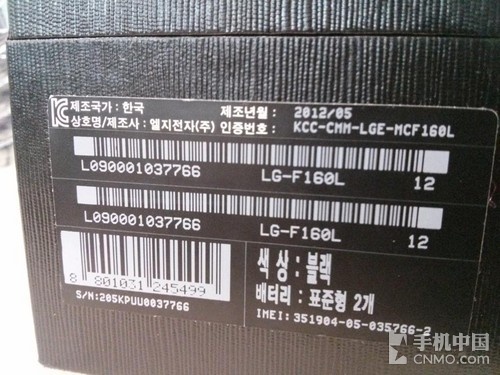 제조국가 : 한국 제조년월 : 2012/05
상호명/제조사 : 엘지전자(주) 인증번호 : KCC-CMM-LGE-MCF160L
L090001037766 LG-F160L 12
L090001037766 LG-F160L 12
8 801031 245499
S/N:205KPUU0037766
색 상 : 블랙
배터리 : 표준형 2개
IMEI: 351904-05-035766-2
手机中国
CNMO.com